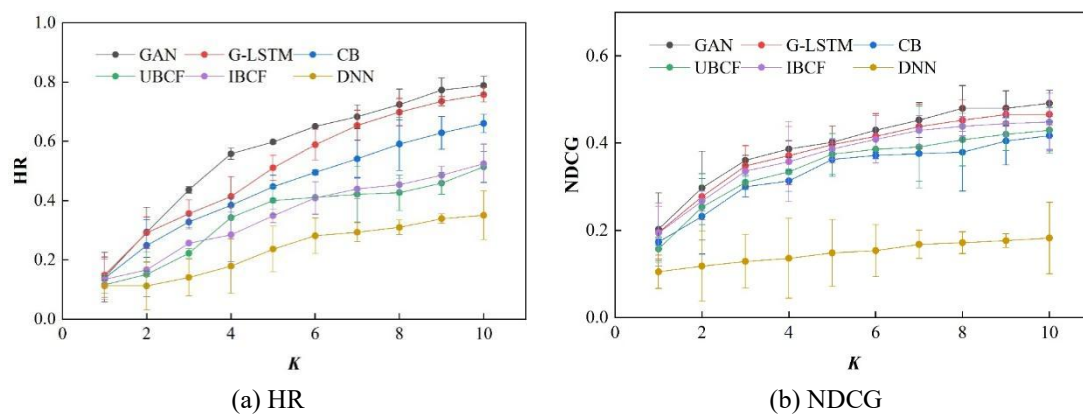 1.0
0.8
0.6
0.4
0.2
0.0
HR
GAN G-LSTM CB
UBCF IBCF DNN
0 2 4 6 8 10
K
(a) HR
0.6
0.4
0.2
0.0
NDCG
GAN G-LSTM CB
UBCF IBCF DNN
0 2 4 6 8 10
K
(b) NDCG